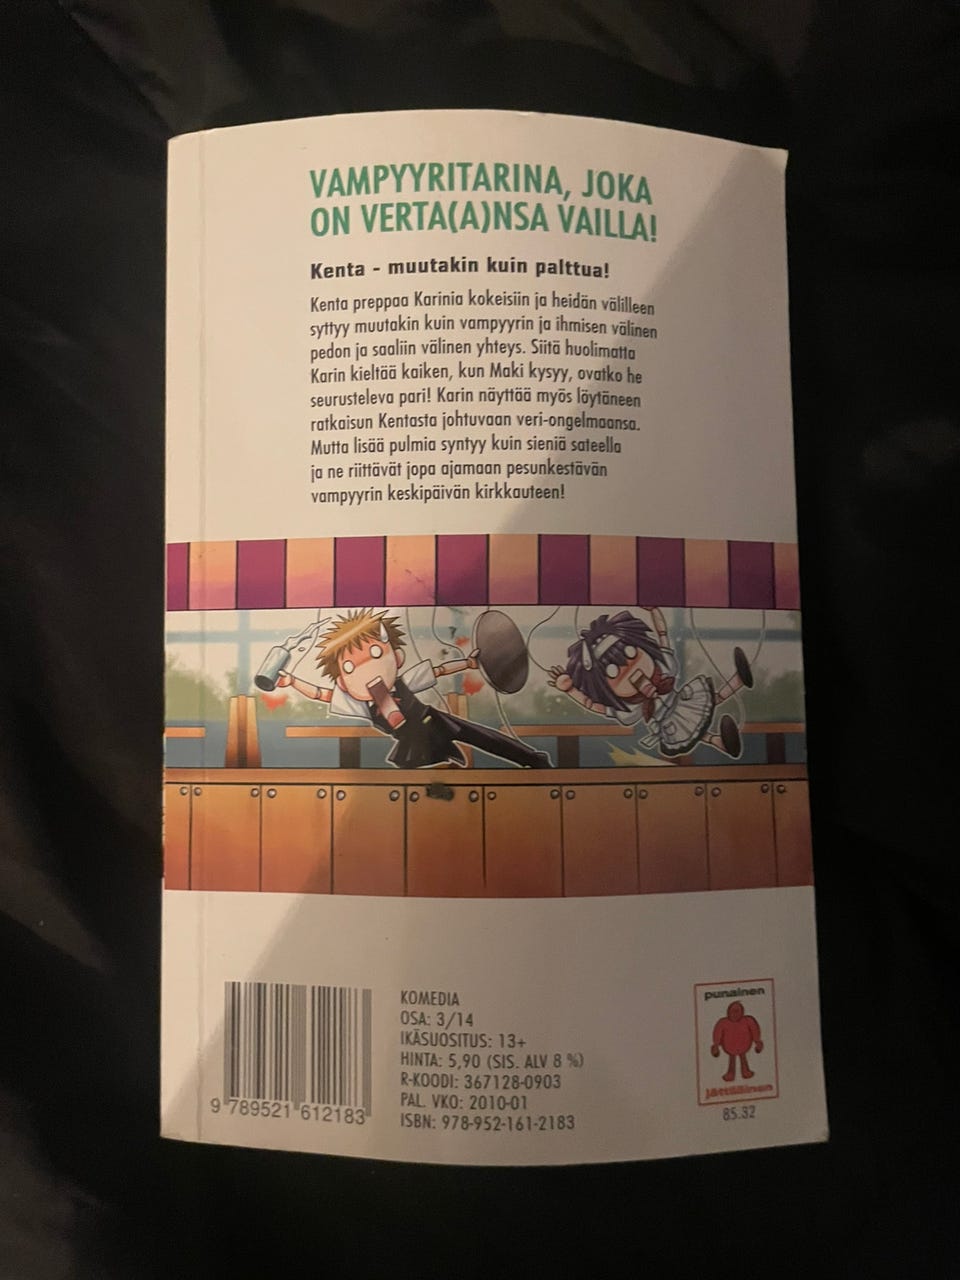 VAMPYYRITARINA, JOKA
ON VERTA(A)NSA VAILLA!
Kenta - muutakin kuin palttua!
Kenta preppaa Karinia kokeisiin ja heidän välilleen
syttyy muutakin kuin vampyyrin ja ihmisen välinen
pedon ja saaliin välinen yhteys. Siitä huolimatta
Karin kieltää kaiken, kun Maki kysyy, ovatko he
seurusteleva pari! Karin näyttää myös löytäneen
ratkaisun Kentasta johtuvaan veri-ongelmaansa.
Mutta lisää pulmia syntyy kuin sieniä sateella
ja ne riittävät jopa ajamaan pesunkestävän
vampyyrin keskipäivän kirkkauteen!
KOMEDIA
OSA: 3/14
IKÄSUOSITUS: 13+
HINTA: 5,90 (SIS. ALV 8 %)
R-KOODI: 367128-0903
PAL. VKO: 2010-01
ISBN: 978-952-161-2183
9 789521 612183
punainen
jättiläinen
85.32